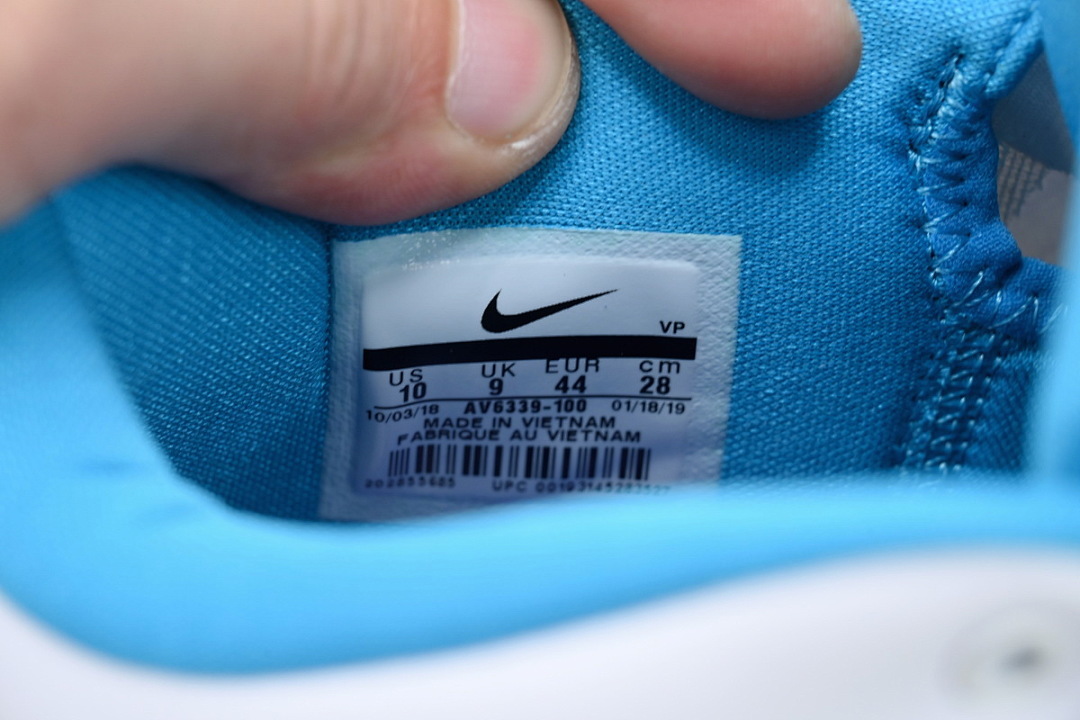 VP
US UK EUR cm
10 9 44 28
10/03/18 AV6339-100 01/18/19
MADE IN VIETNAM
FABRIQUE AU VIETNAM
UPC